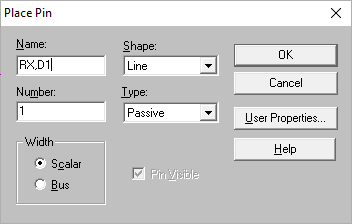 Place Pin
Name:
Shape:
RX,D1
Line
OK
Cancel
Number:
Type:
1
Passive
User Properties...
Width
Scalar
Bus
Pin Visible
Help